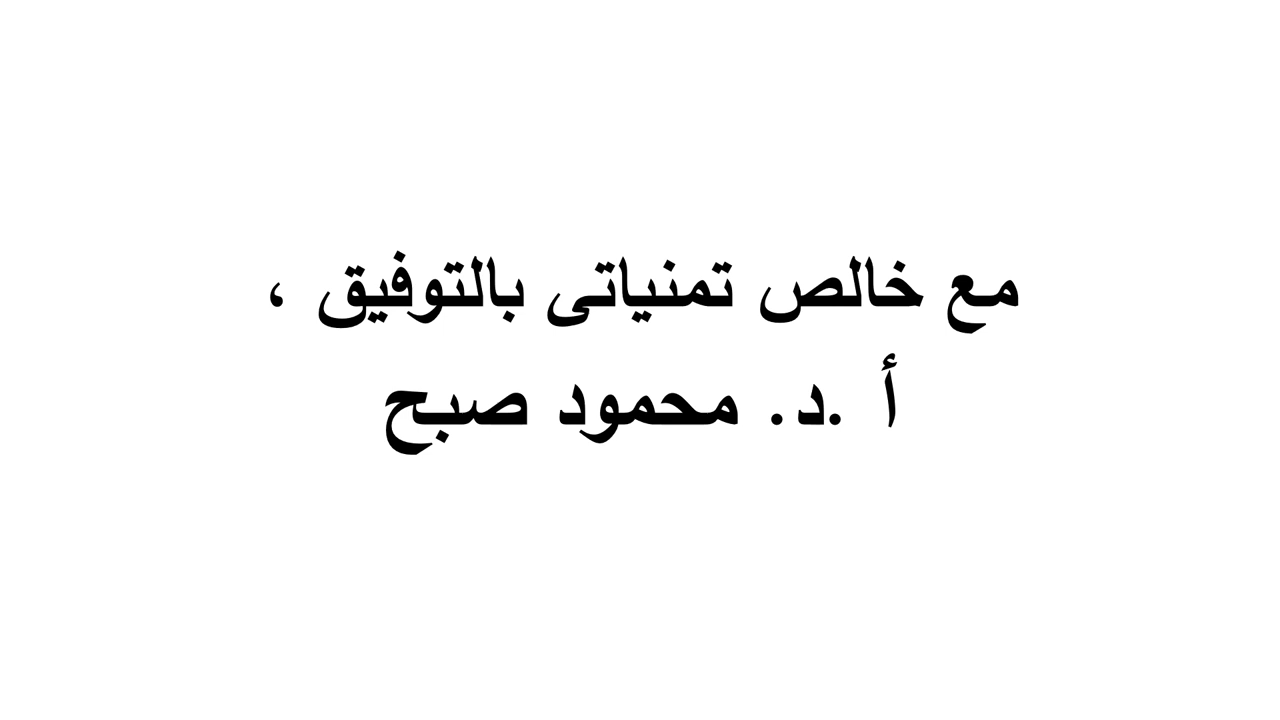 مع خالص تمنياتى بالتوفيق ،
أ .د. محمود صبح